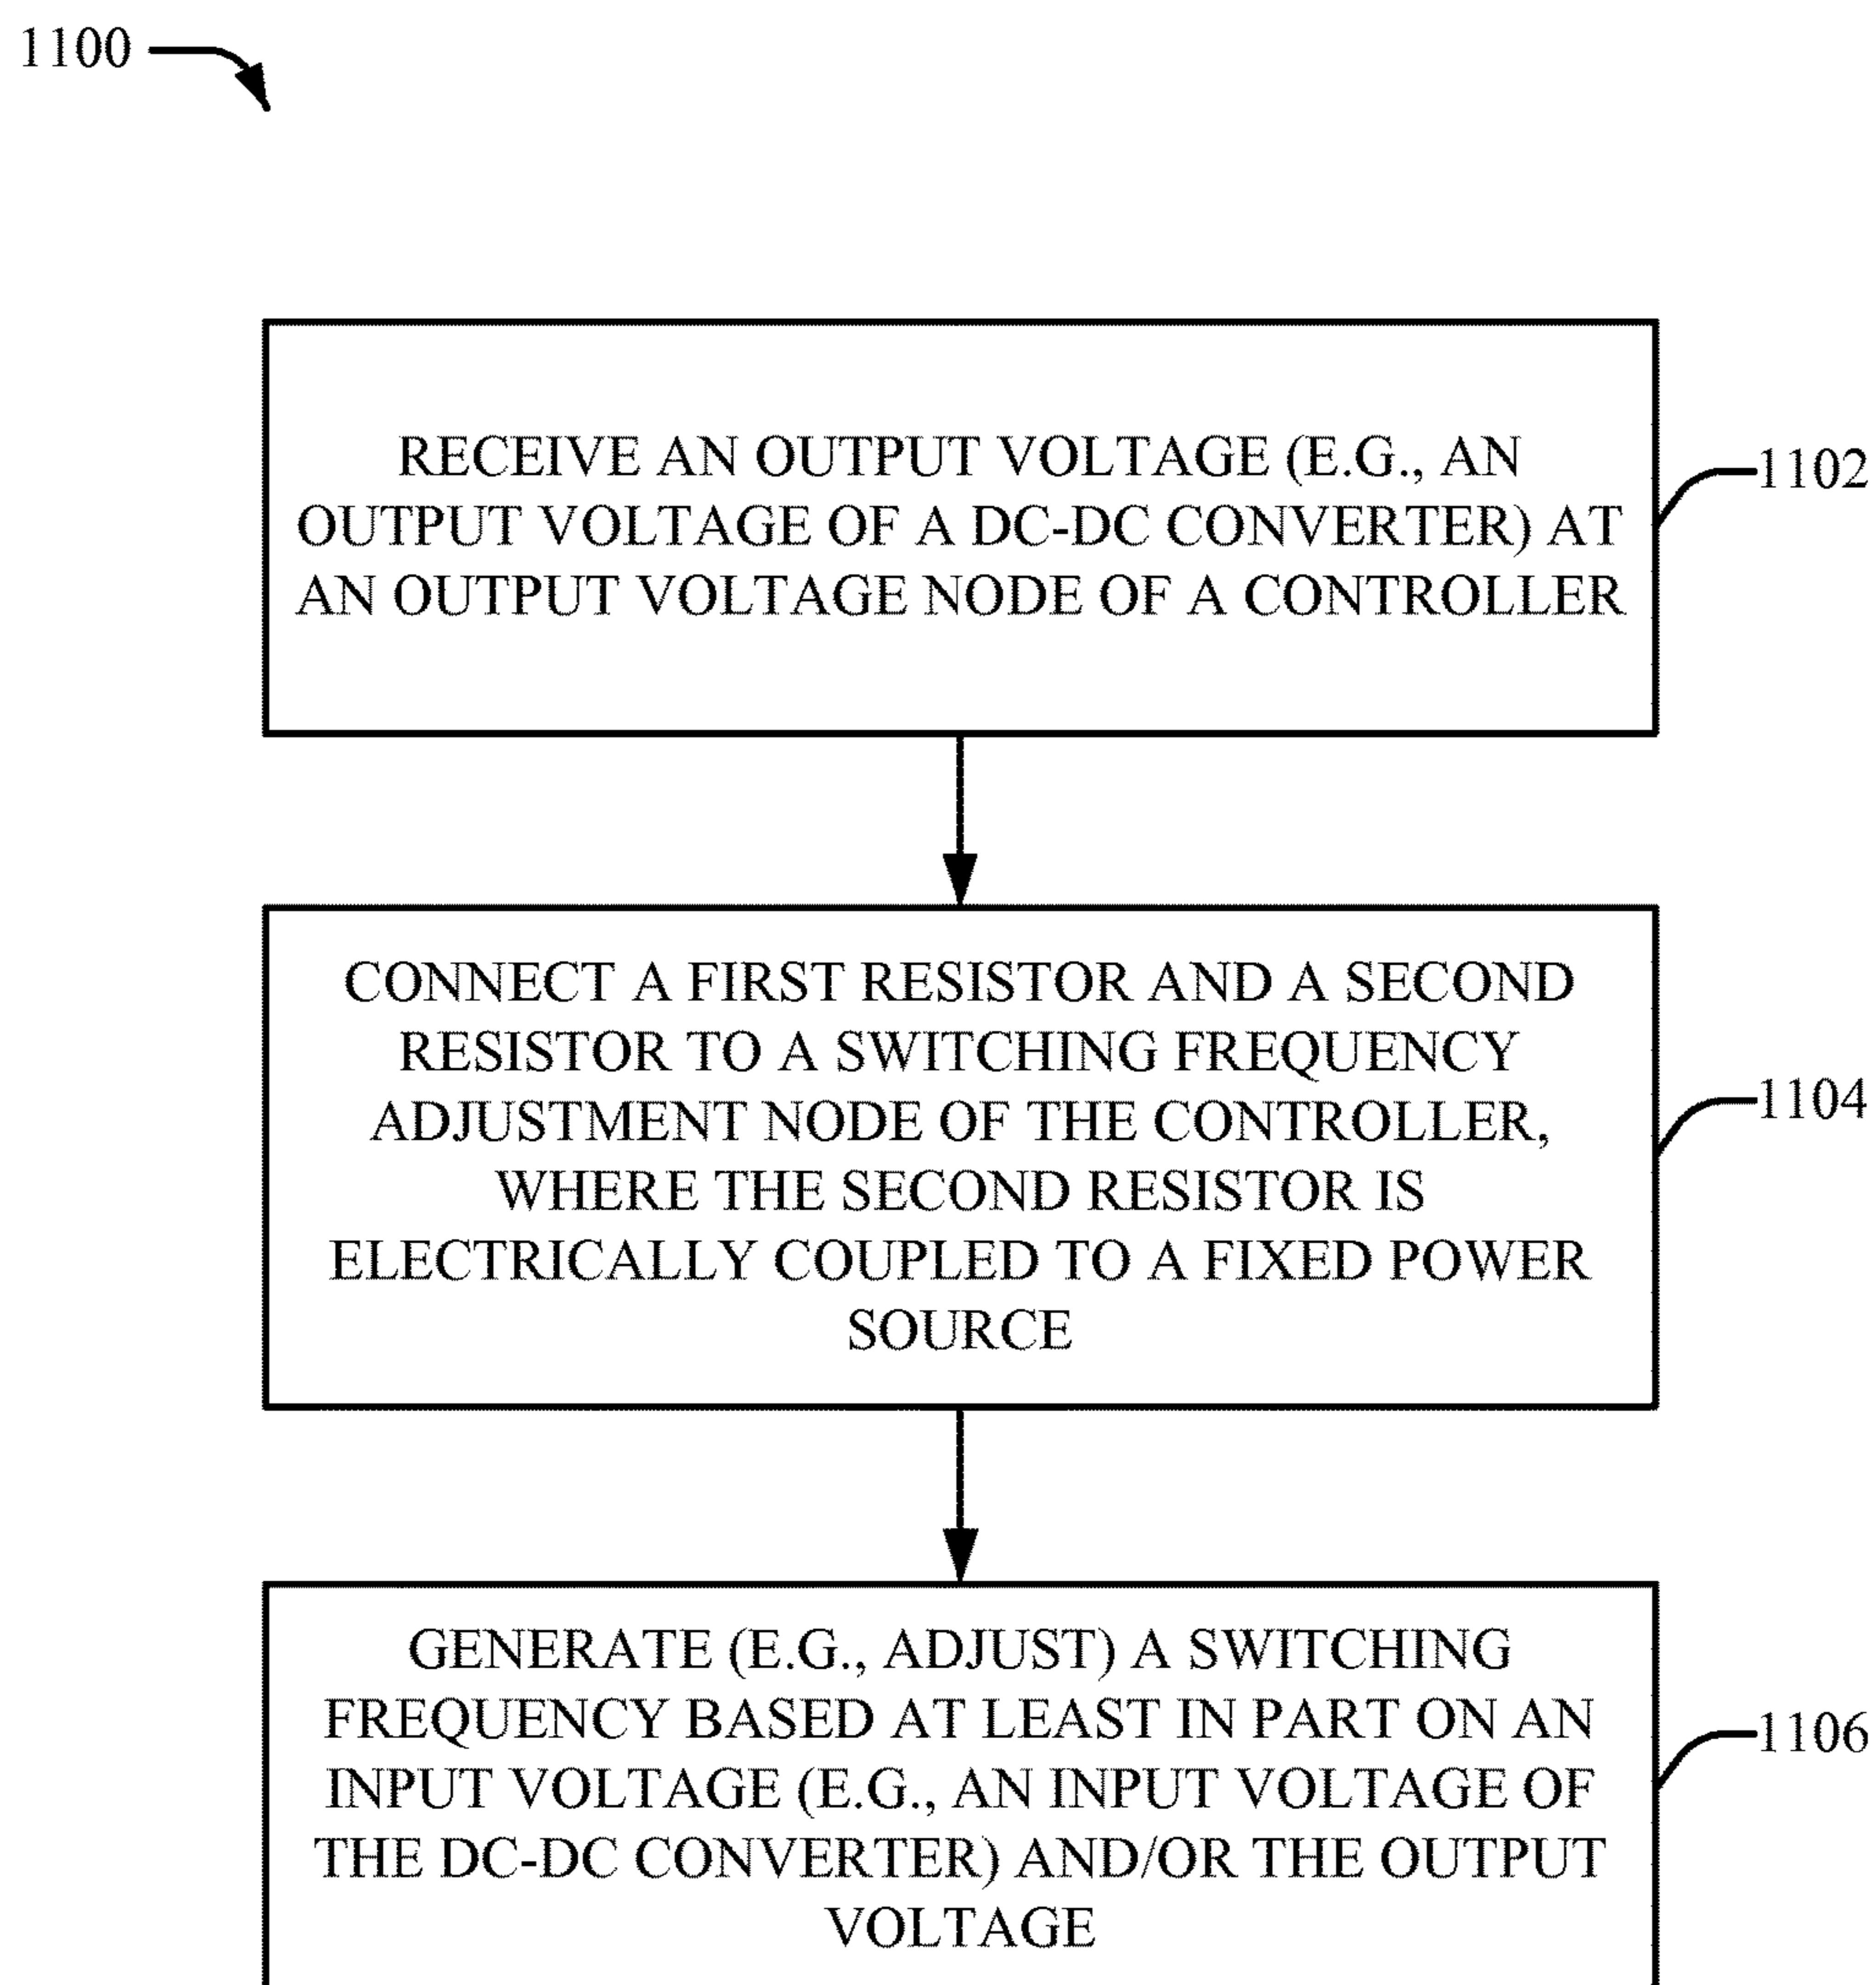 1100
RECEIVE AN OUTPUT VOLTAGE (E.G., AN
OUTPUT VOLTAGE OF A DC-DC CONVERTER) AT
AN OUTPUT VOLTAGE NODE OF A CONTROLLER
1102
CONNECT A FIRST RESISTOR AND A SECOND
RESISTOR TO A SWITCHING FREQUENCY
ADJUSTMENT NODE OF THE CONTROLLER,
WHERE THE SECOND RESISTOR IS
ELECTRICALLY COUPLED TO A FIXED POWER
SOURCE
1104
GENERATE (E.G., ADJUST) A SWITCHING
FREQUENCY BASED AT LEAST IN PART ON AN
INPUT VOLTAGE (E.G., AN INPUT VOLTAGE OF
THE DC-DC CONVERTER) AND/OR THE OUTPUT
VOLTAGE
1106